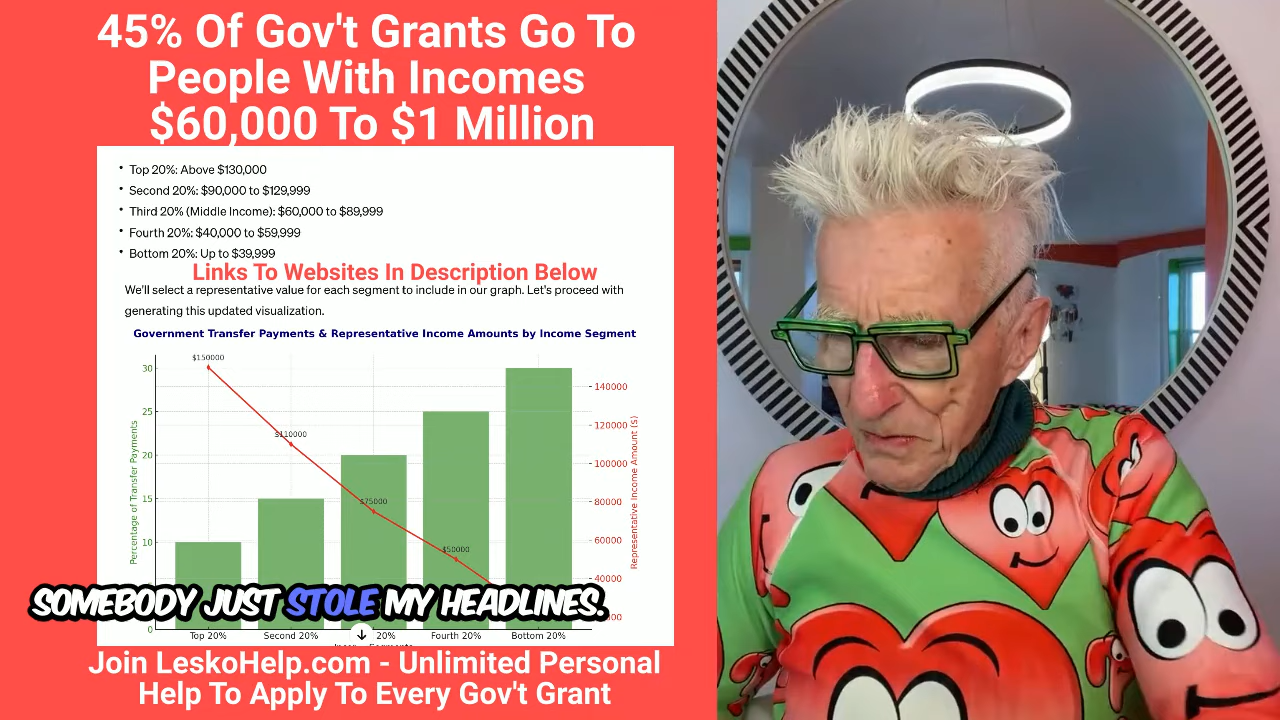 45% Of Gov't Grants Go To
People With Incomes
$60,000 To $1 Million
• Top 20%: Above $130,000
• Second 20%: $90,000 to $129,999
• Third 20% (Middle Income): $60,000 to $89,999
• Fourth 20%: $40,000 to $59,999
• Bottom 20%: Up to $39,999
Links To Websites In Description Below
We'll select a representative value for each segment to include in our graph. Let's proceed with
generating this updated visualization.
Government Transfer Payments & Representative Income Amounts by Income Segment
Percentage of Transfer Payments
30
25
20
15
10
0
$150000
$110000
$75000
$50000
140000
120000
100000
80000
60000
40000
Representative Income Amount ($)
SOMEBODY JUST STOLE MY HEADLINES.
Top 20%
Second 20%
20%
Fourth 20%
Bottom 20%
Join LeskoHelp.com - Unlimited Personal
Help To Apply To Every Gov't Grant